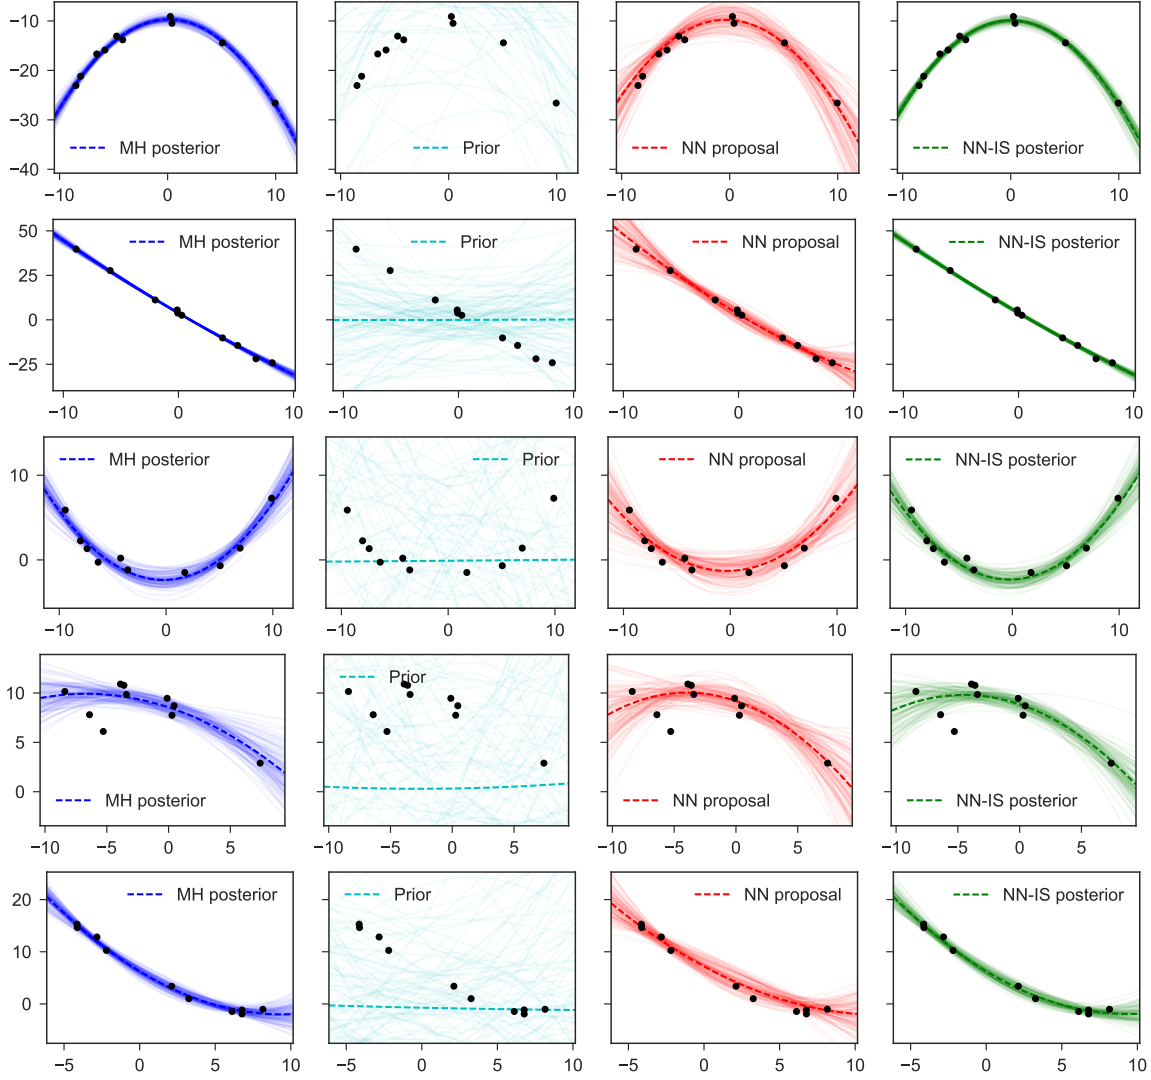 −10
−20
−30
−40
MH posterior
Prior
NN proposal
NN-IS posterior
−10 0 10
−10 0 10
−10 0 10
−10 0 10
50
25
0
−25
MH posterior
Prior
NN proposal
NN-IS posterior
−10 0 10
−10 0 10
−10 0 10
−10 0 10
10
0
MH posterior
Prior
NN proposal
NN-IS posterior
−10 0 10
−10 0 10
−10 0 10
−10 0 10
10
5
0
MH posterior
Prior
NN proposal
NN-IS posterior
−10 −5 0 5
−10 −5 0 5
−10 −5 0 5
−10 −5 0 5 10
20
10
0
MH posterior
Prior
NN proposal
NN-IS posterior
−5 0 5 10
−5 0 5 10
−5 0 5 10
−5 0 5 10